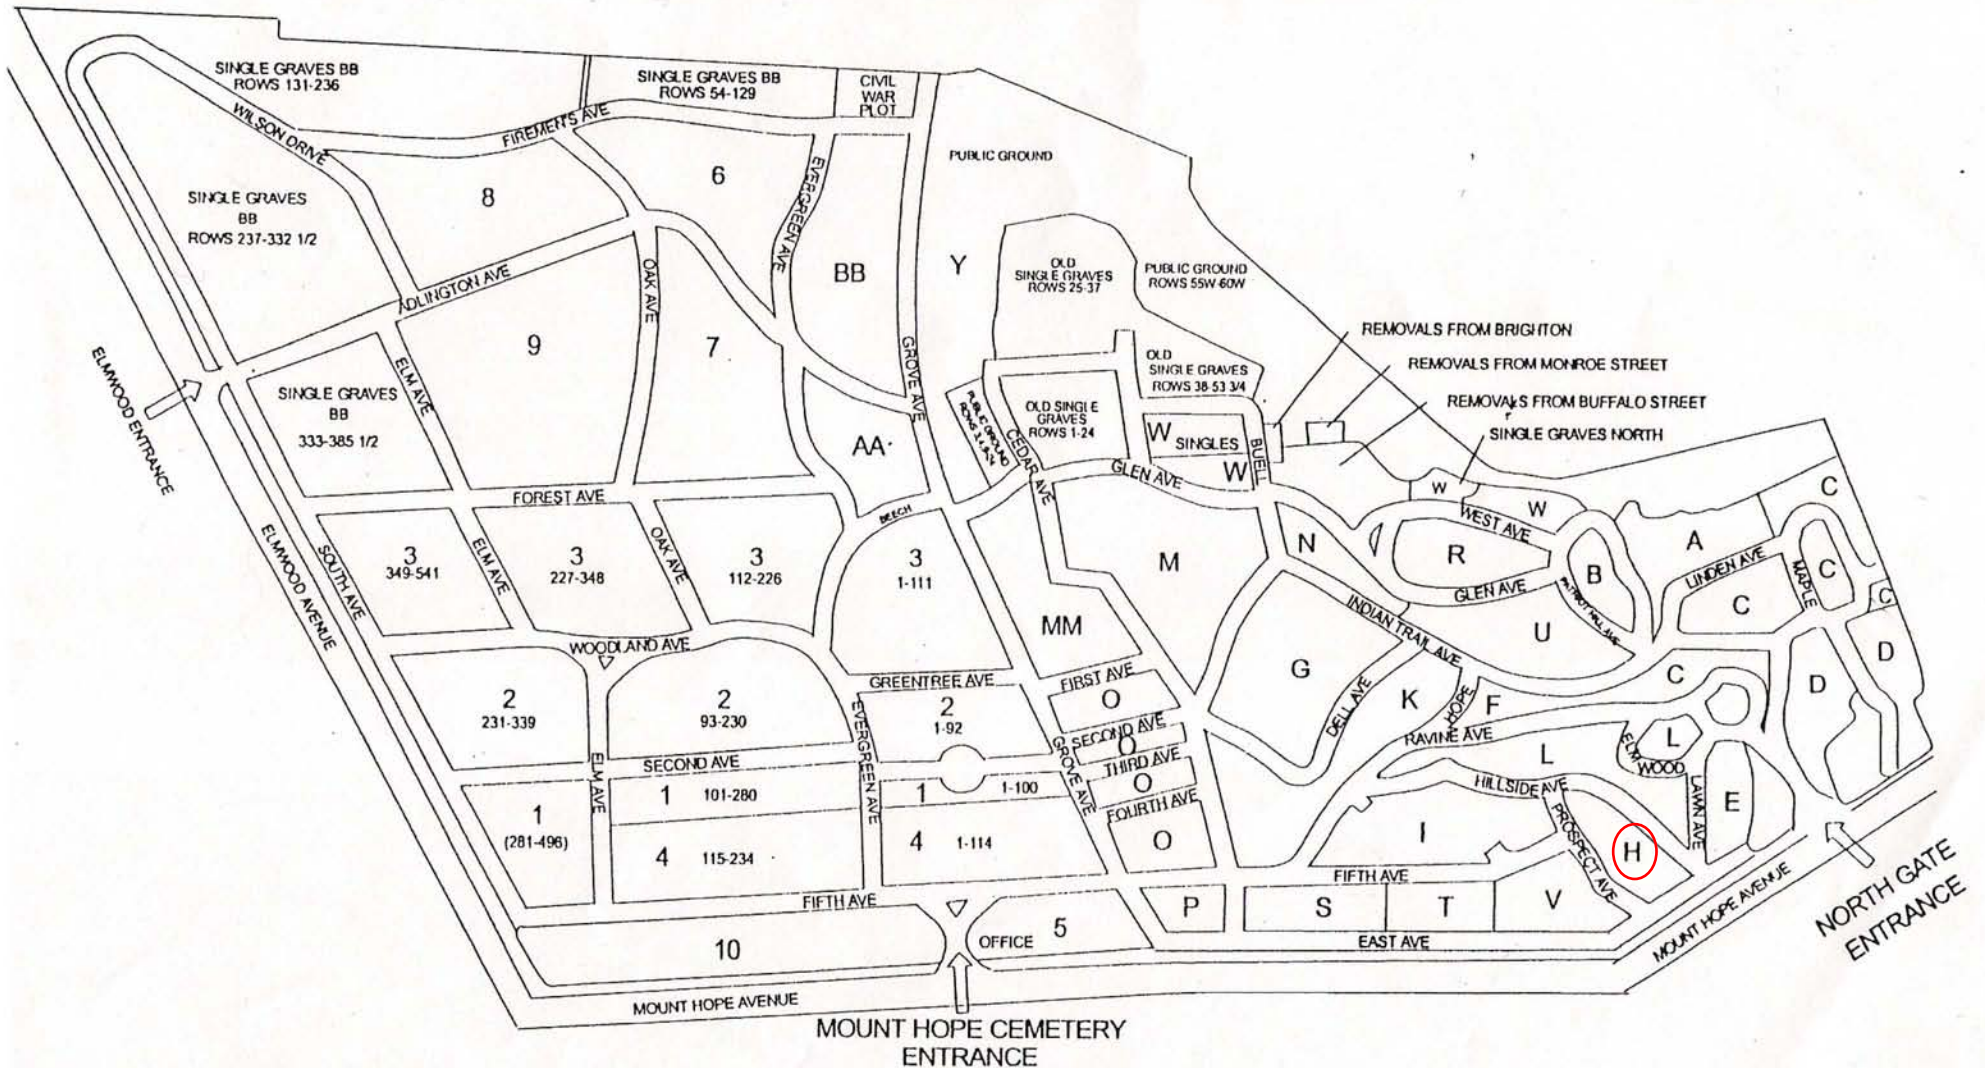 SINGLE GRAVES BB
ROWS 131-236
SINGLE GRAVES BB
ROWS 54-129
CIVIL
WAR
PLOT
WILSON DRIVE
FIREMEN'S AVE
PUBLIC GROUND
EVERGREEN AVE
6
8
SINGLE GRAVES
BB
ROWS 237-332 1/2
BB
Y
OLD
SINGLE GRAVES
ROWS 25-37
PUBLIC GROUND
ROWS 55W-60W
ADLINGTON AVE
OAK AVE
9
7
GROVE AVE
ELM AVE
REMOVALS FROM BRIGHTON
REMOVALS FROM MONROE STREET
REMOVALS FROM BUFFALO STREET
SINGLE GRAVES NORTH
OLD
SINGLE GRAVES
ROWS 38-53 3/4
ELMWOOD ENTRANCE
SINGLE GRAVES
BB
333-385 1/2
PUBLIC GROUND
OLD SINGLE
GRAVES
ROWS 1-24
CEDAR AVE
W
SINGLES
W
BUELL
AA
GLEN AVE
W
W
WEST AVE
C
FOREST AVE
BEECH
ELMWOOD AVENUE
SOUTH AVE
3
349-541
ELM AVE
3
227-348
OAK AVE
3
112-226
3
1-111
M
N
R
B
A
LINDEN AVE
MAPLE
C
C
C
GLEN AVE
PATRIOT HILL AVE
INDIAN TRAIL AVE
U
MM
WOODLAND AVE
GREENTREE AVE
FIRST AVE
G
DELL AVE
K
HOPE
F
C
D
D
2
231-339
2
93-230
EVERGREEN AVE
2
1-92
O
SECOND AVE
O
GROVE AVE
RAVINE AVE
L
ELM
WOOD
L
LAWN AVE
SECOND AVE
ELM AVE
THIRD AVE
O
HILLSIDE AVE
1
(281-496)
1 101-280
1 1-100
FOURTH AVE
E
4 115-234
4 1-114
O
I
PROSPECT AVE
H
FIFTH AVE
FIFTH AVE
P
S
T
V
10
OFFICE
5
EAST AVE
MOUNT HOPE AVENUE
NORTH GATE
ENTRANCE
MOUNT HOPE AVENUE
MOUNT HOPE CEMETERY
ENTRANCE